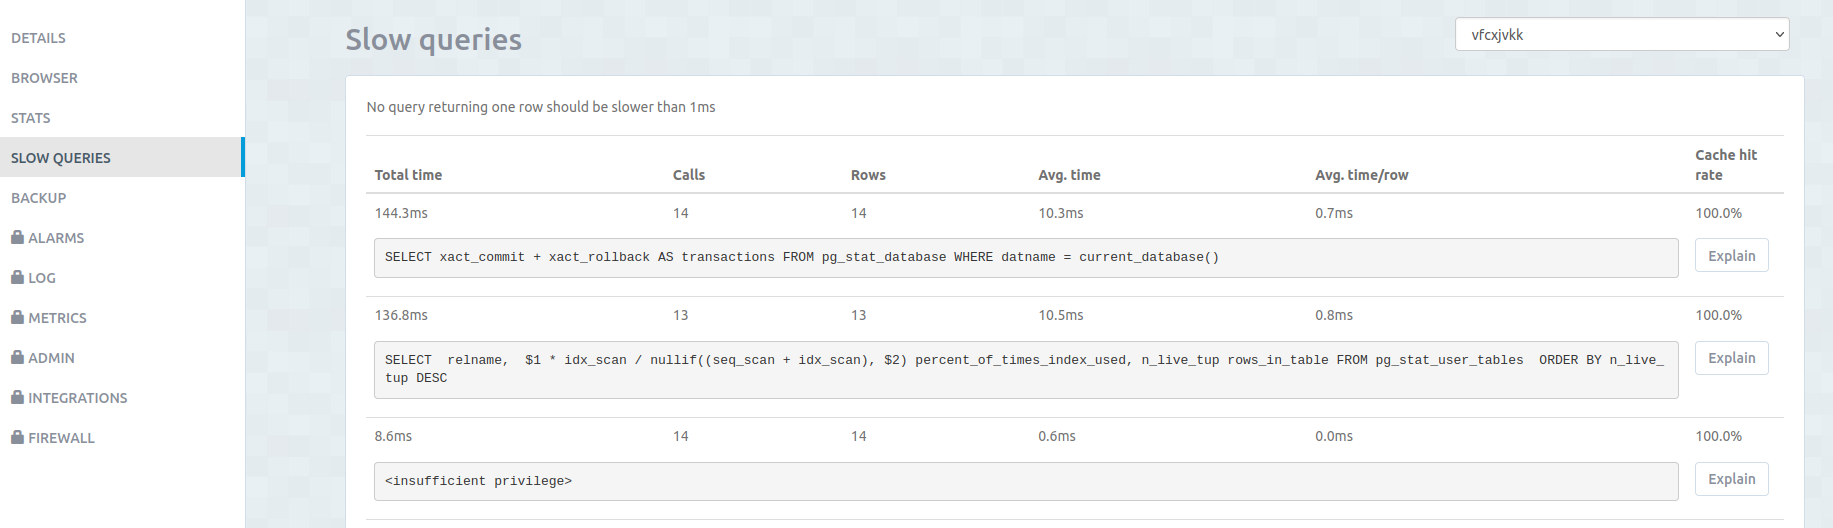 DETAILS
BROWSER
STATS
SLOW QUERIES
BACKUP
ALARMS
LOG
METRICS
ADMIN
INTEGRATIONS
FIREWALL
Slow queries
vfcxjvkk
No query returning one row should be slower than 1ms
Total time Calls Rows Avg. time Avg. time/row Cache hit rate
144.3ms 14 14 10.3ms 0.7ms 100.0%
SELECT xact_commit + xact_rollback AS transactions FROM pg_stat_database WHERE datname = current_database()
Explain
136.8ms 13 13 10.5ms 0.8ms 100.0%
SELECT  relname,  $1 * idx_scan / nullif((seq_scan + idx_scan), $2) percent_of_times_index_used, n_live_tup rows_in_table FROM pg_stat_user_tables  ORDER BY n_live_
tup DESC
Explain
8.6ms 14 14 0.6ms 0.0ms 100.0%
<insufficient privilege>
Explain